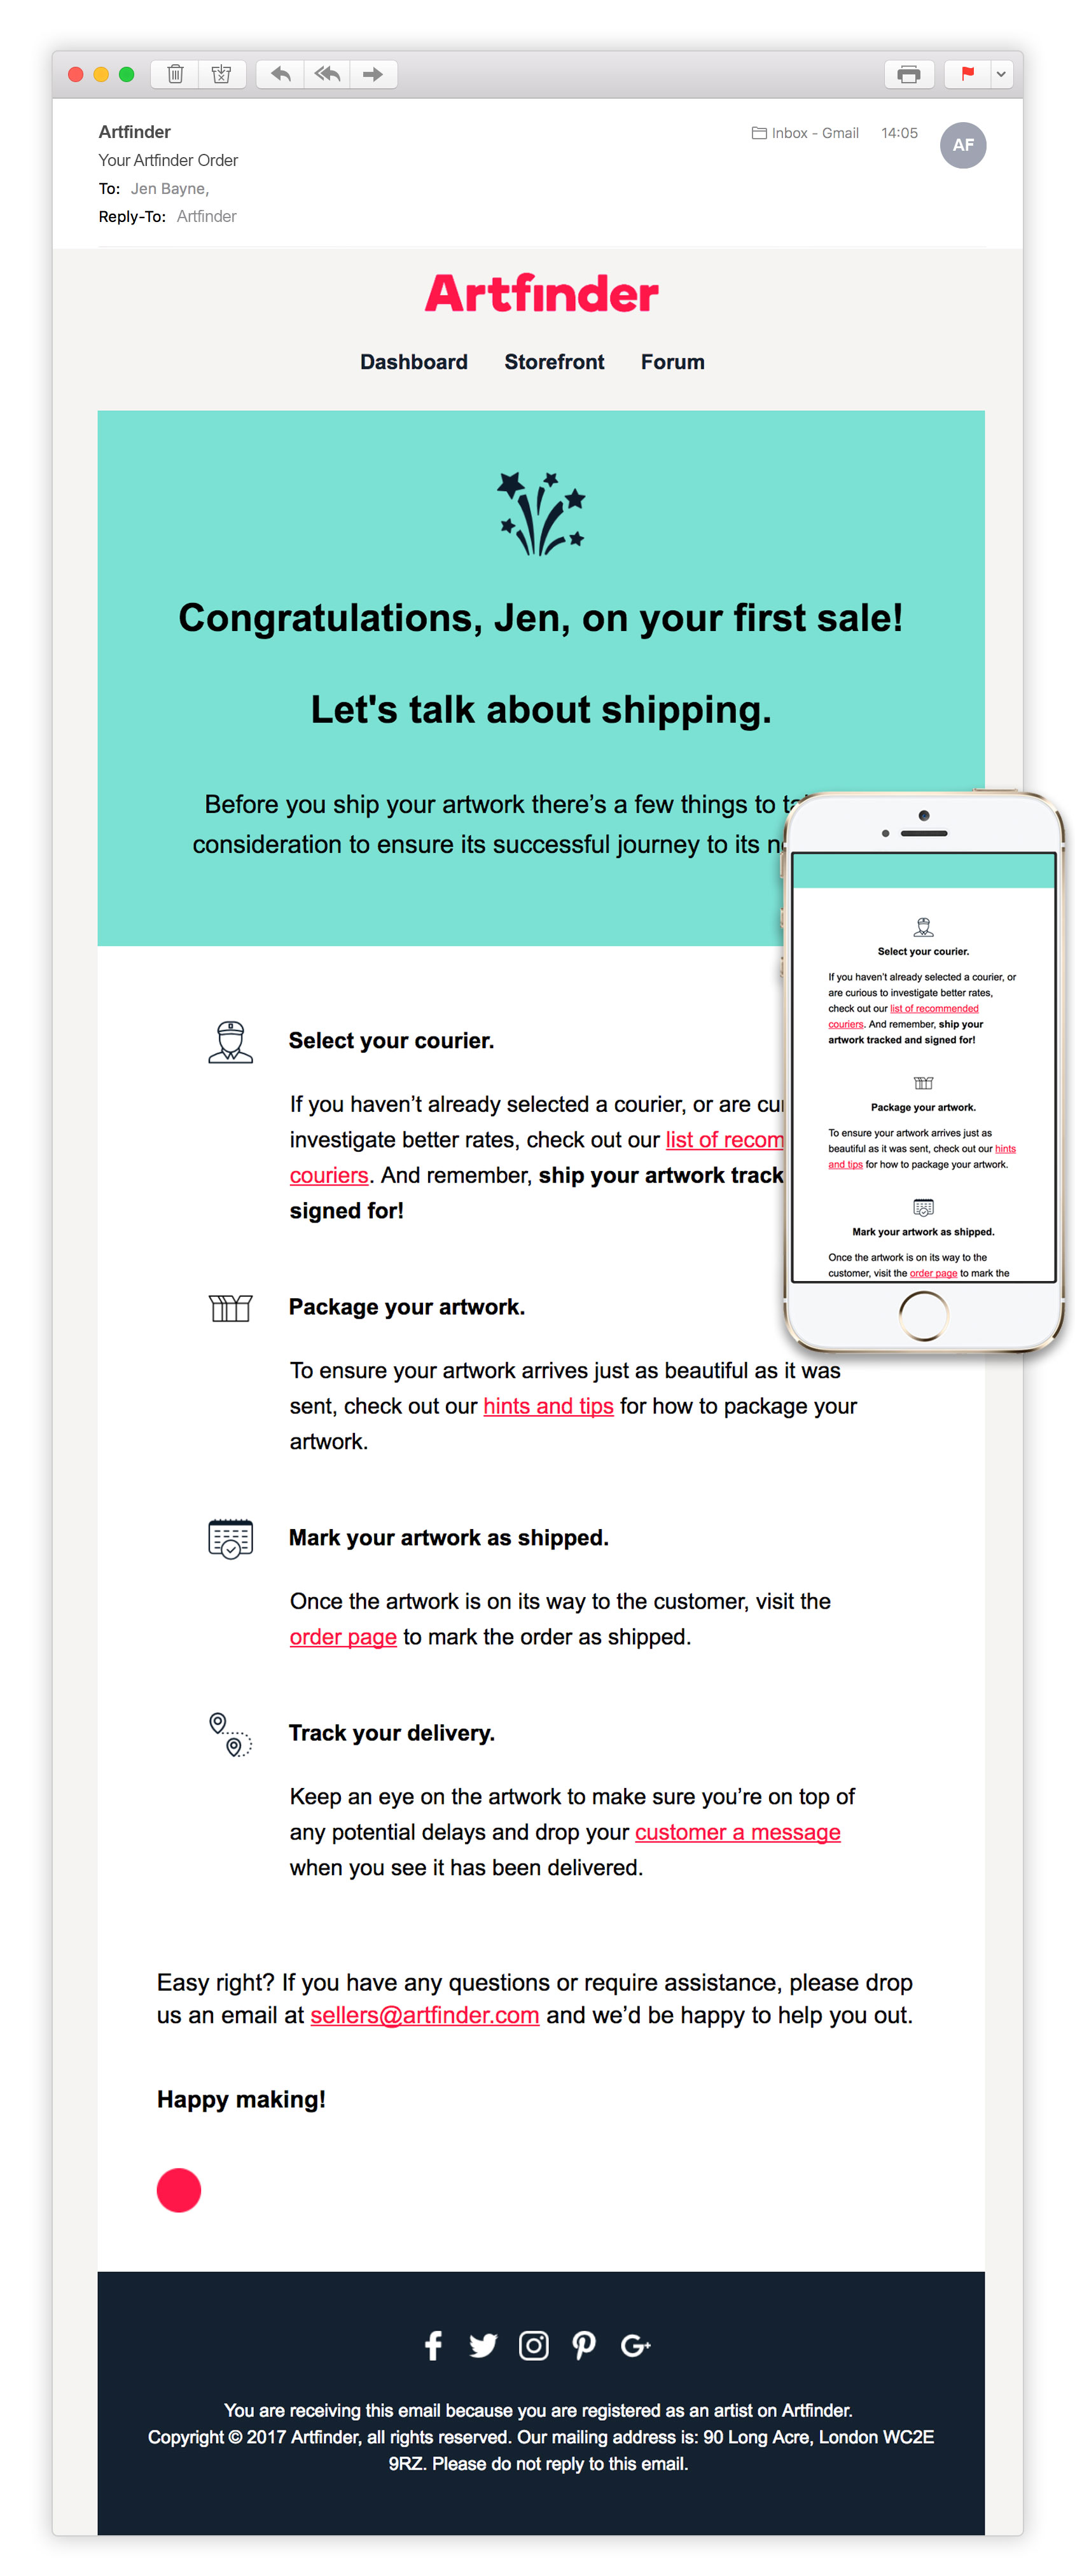 Artfinder
Inbox - Gmail 14:05 AF
Your Artfinder Order
To: Jen Bayne,
Reply-To: Artfinder
Artfinder
Dashboard Storefront Forum
Congratulations, Jen, on your first sale!
Let's talk about shipping.
Before you ship your artwork there’s a few things to
consideration to ensure its successful journey to its
Select your courier.
If you haven’t already selected a courier, or are
investigate better rates, check out our list of
couriers. And remember, ship your artwork
signed for!
Package your artwork.
To ensure your artwork arrives just as beautiful as it was
sent, check out our hints and tips for how to package your
artwork.
Mark your artwork as shipped.
Once the artwork is on its way to the customer, visit the
order page to mark the order as shipped.
Track your delivery.
Keep an eye on the artwork to make sure you’re on top of
any potential delays and drop your customer a message
when you see it has been delivered.
Easy right? If you have any questions or require assistance, please drop
us an email at sellers@artfinder.com and we’d be happy to help you out.
Happy making!
You are receiving this email because you are registered as an artist on Artfinder.
Copyright © 2017 Artfinder, all rights reserved. Our mailing address is: 90 Long Acre, London WC2E
9RZ. Please do not reply to this email.
Select your courier.
If you haven’t already selected a courier, or
are curious to investigate better rates,
check out our list of recommended
couriers. And remember, ship your
artwork tracked and signed for!
Package your artwork.
To ensure your artwork arrives just as
beautiful as it was sent, check out our hints
and tips for how to package your artwork.
Mark your artwork as shipped.
Once the artwork is on its way to the
customer, visit the order page to mark the